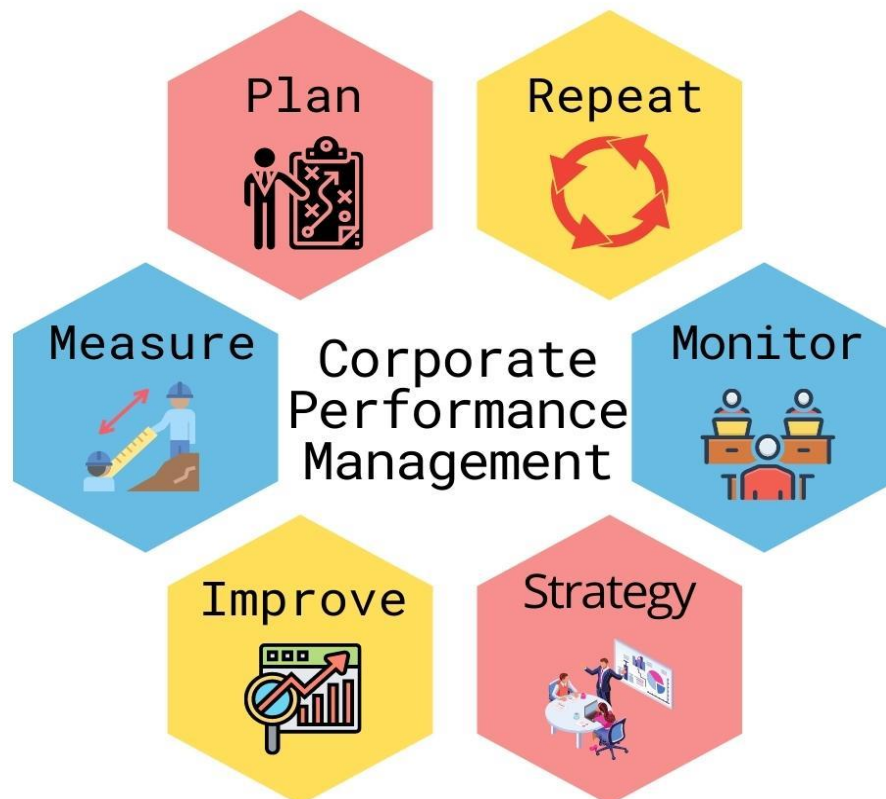 Plan
Repeat
Measure
Corporate
Performance
Management
Monitor
Improve
Strategy